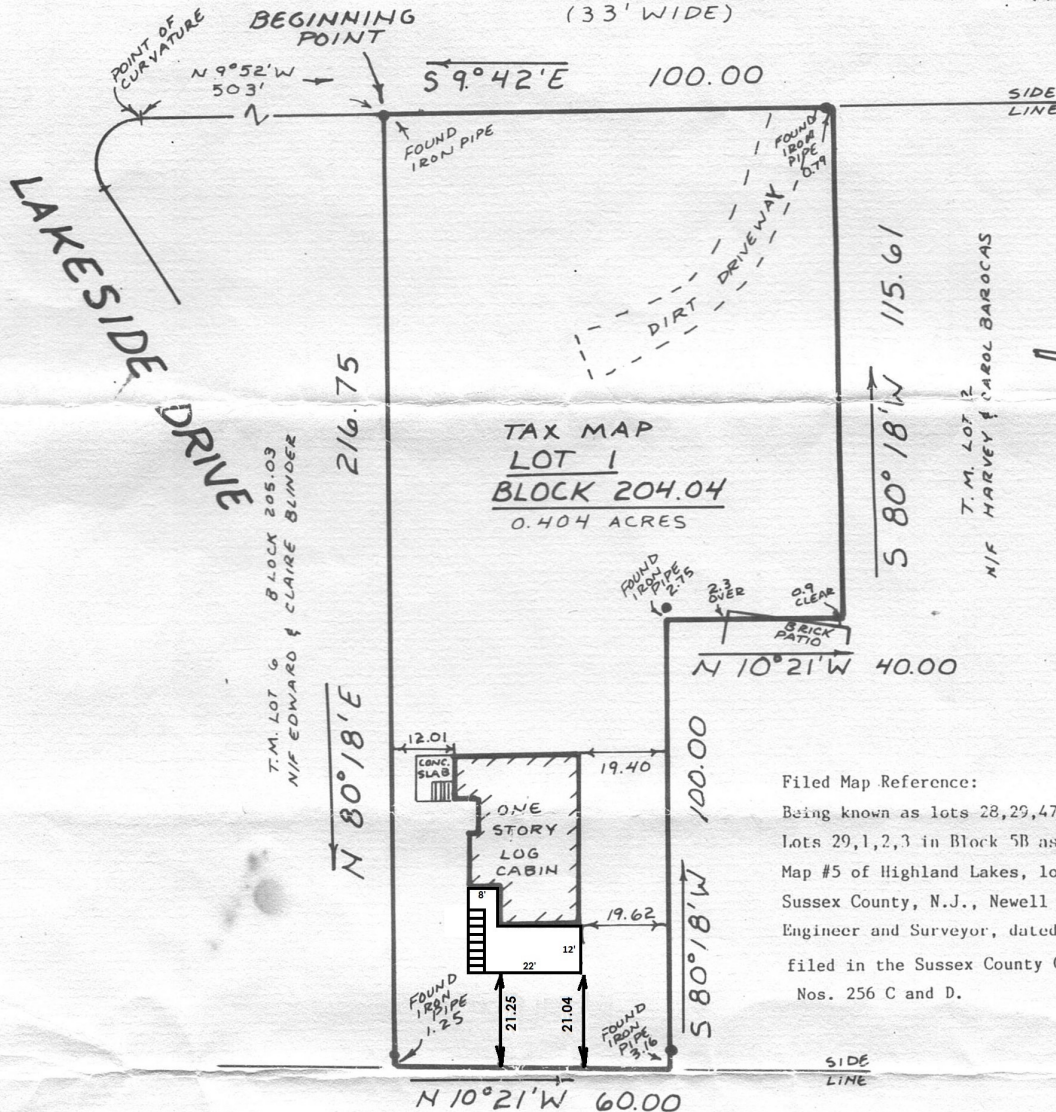 (33' WIDE)
BEGINNING
POINT
POINT OF
CURVATURE
N 9°52'W
503'
S 9°42'E 100.00
SIDE
LINE
FOUND
IRON PIPE
FOUND
IRON
PIPE
0.79
LAKESIDE DRIVE
DIRT DRIVEWAY
216.75
115.61
S 80°18'W
T.M. LOT 2
N/F HARVEY & CAROL BAROCAS
T.M. LOT 6 BLOCK 205.03
N/F EDWARD & CLAIRE BLINDER
TAX MAP
LOT 1
BLOCK 204.04
0.404 ACRES
FOUND
IRON
PIPE
2.75
2.3
OVER
0.9
CLEAR
BRICK
PATIO
N 10°21'W 40.00
N 80°18'E
12.01
CONC.
SLAB
19.40
100.00
ONE
STORY
LOG
CABIN
Filed Map Reference:
Being known as lots 28,29,47
Lots 29,1,2,3 in Block 5B as
Map #5 of Highland Lakes, lo
Sussex County, N.J., Newell
Engineer and Surveyor, dated
filed in the Sussex County
Nos. 256 C and D.
8'
19.62
12'
22'
S 80°18'W
21.25
21.04
FOUND
IRON
PIPE
1.25
FOUND
IRON
PIPE
3.16
SIDE
LINE
N 10°21'W 60.00